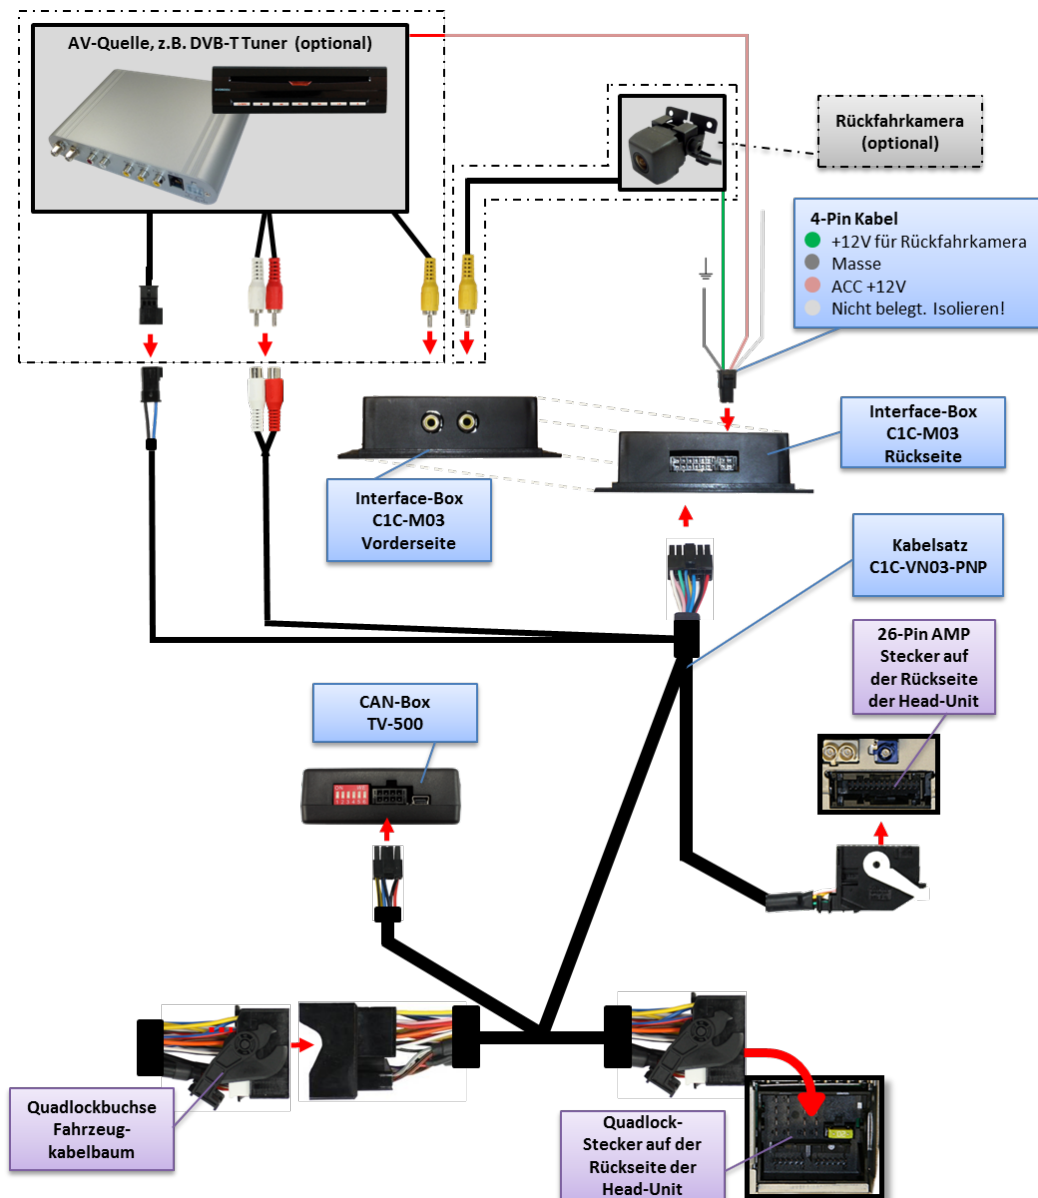 AV-Quelle, z.B. DVB-T Tuner (optional)
Rückfahrkamera
(optional)
4-Pin Kabel
+12V für Rückfahrkamera
Masse
ACC +12V
Nicht belegt. Isolieren!
Interface-Box
C1C-M03
Rückseite
Interface-Box
C1C-M03
Vorderseite
Kabelsatz
C1C-VN03-PNP
26-Pin AMP
Stecker auf
der Rückseite
der Head-Unit
CAN-Box
TV-500
Quadlockbuchse
Fahrzeug-
kabelbaum
Quadlock-
Stecker auf der
Rückseite der
Head-Unit